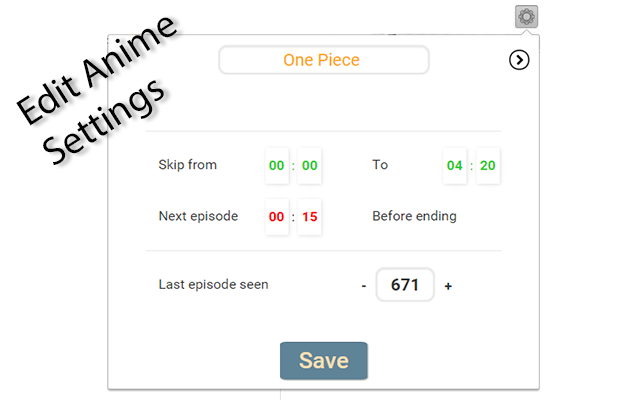 Edit Anime
Settings
One Piece
Skip from 00 : 00 To 04 : 20
Next episode 00 : 15 Before ending
Last episode seen - 671 +
Save